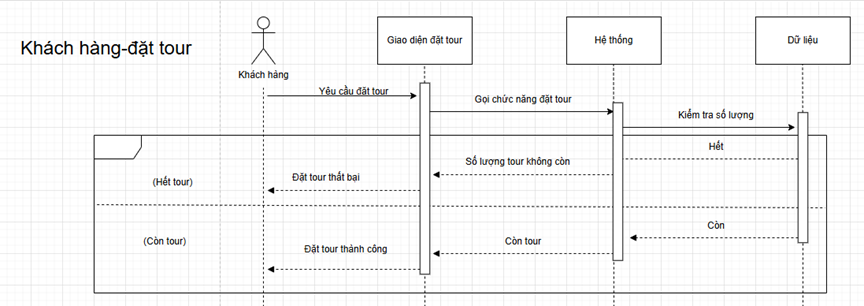 Khách hàng-đặt tour
Khách hàng
Giao diện đặt tour
Hệ thống
Dữ liệu
Yêu cầu đặt tour
Gọi chức năng đặt tour
Kiểm tra số lượng
Hết
Số lượng tour không còn
Đặt tour thất bại
(Hết tour)
Còn
Còn tour
(Còn tour)
Đặt tour thành công